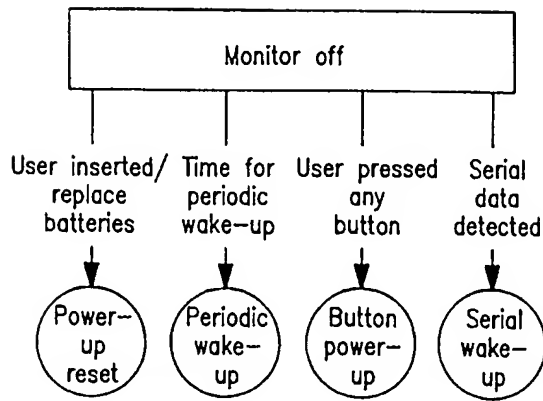 Monitor off
User inserted/
replace
batteries
Time for
periodic
wake-up
User pressed
any
button
Serial
data
detected
Power-
up
reset
Periodic
wake-
up
Button
power-
up
Serial
wake-
up